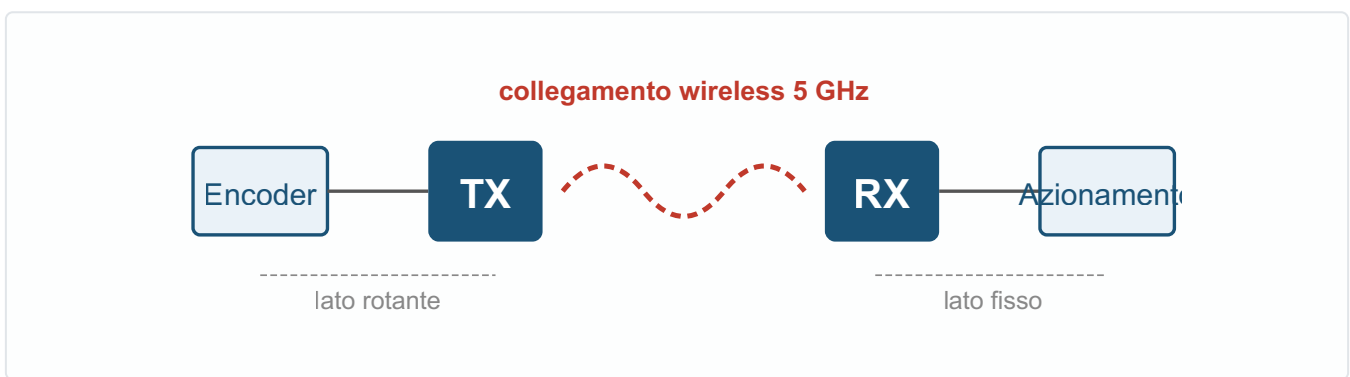 collegamento wireless 5 GHz
Encoder
TX
RX
Azionamento
lato rotante
lato fisso